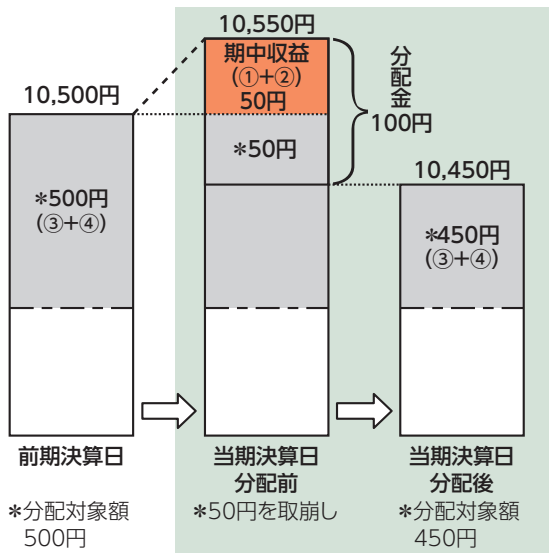 10,550円
期中収益
(①+②)
50円
分配金
100円
10,500円
*50円
10,450円
*500円
(③+④)
*450円
(③+④)
前期決算日
当期決算日
分配前
当期決算日
分配後
*分配対象額
500円
*50円を取崩し
*分配対象額
450円